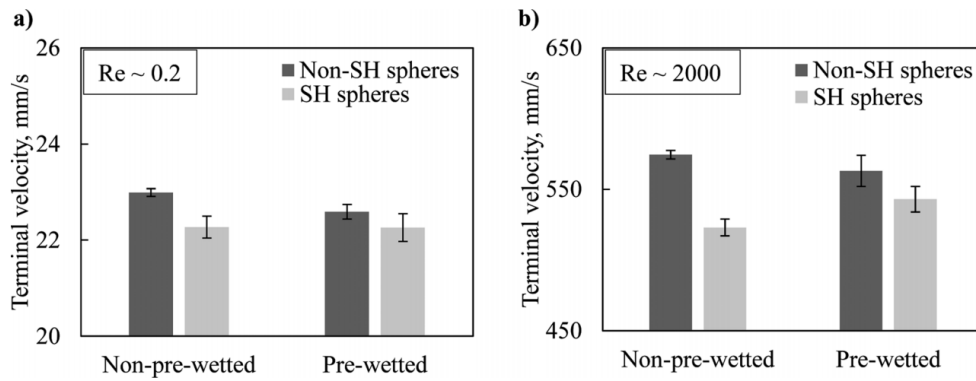 a)
Terminal velocity, mm/s
26
24
22
20
Re ~ 0.2
Non-SH spheres
SH spheres
Non-pre-wetted
Pre-wetted
b)
Terminal velocity, mm/s
650
550
450
Re ~ 2000
Non-SH spheres
SH spheres
Non-pre-wetted
Pre-wetted